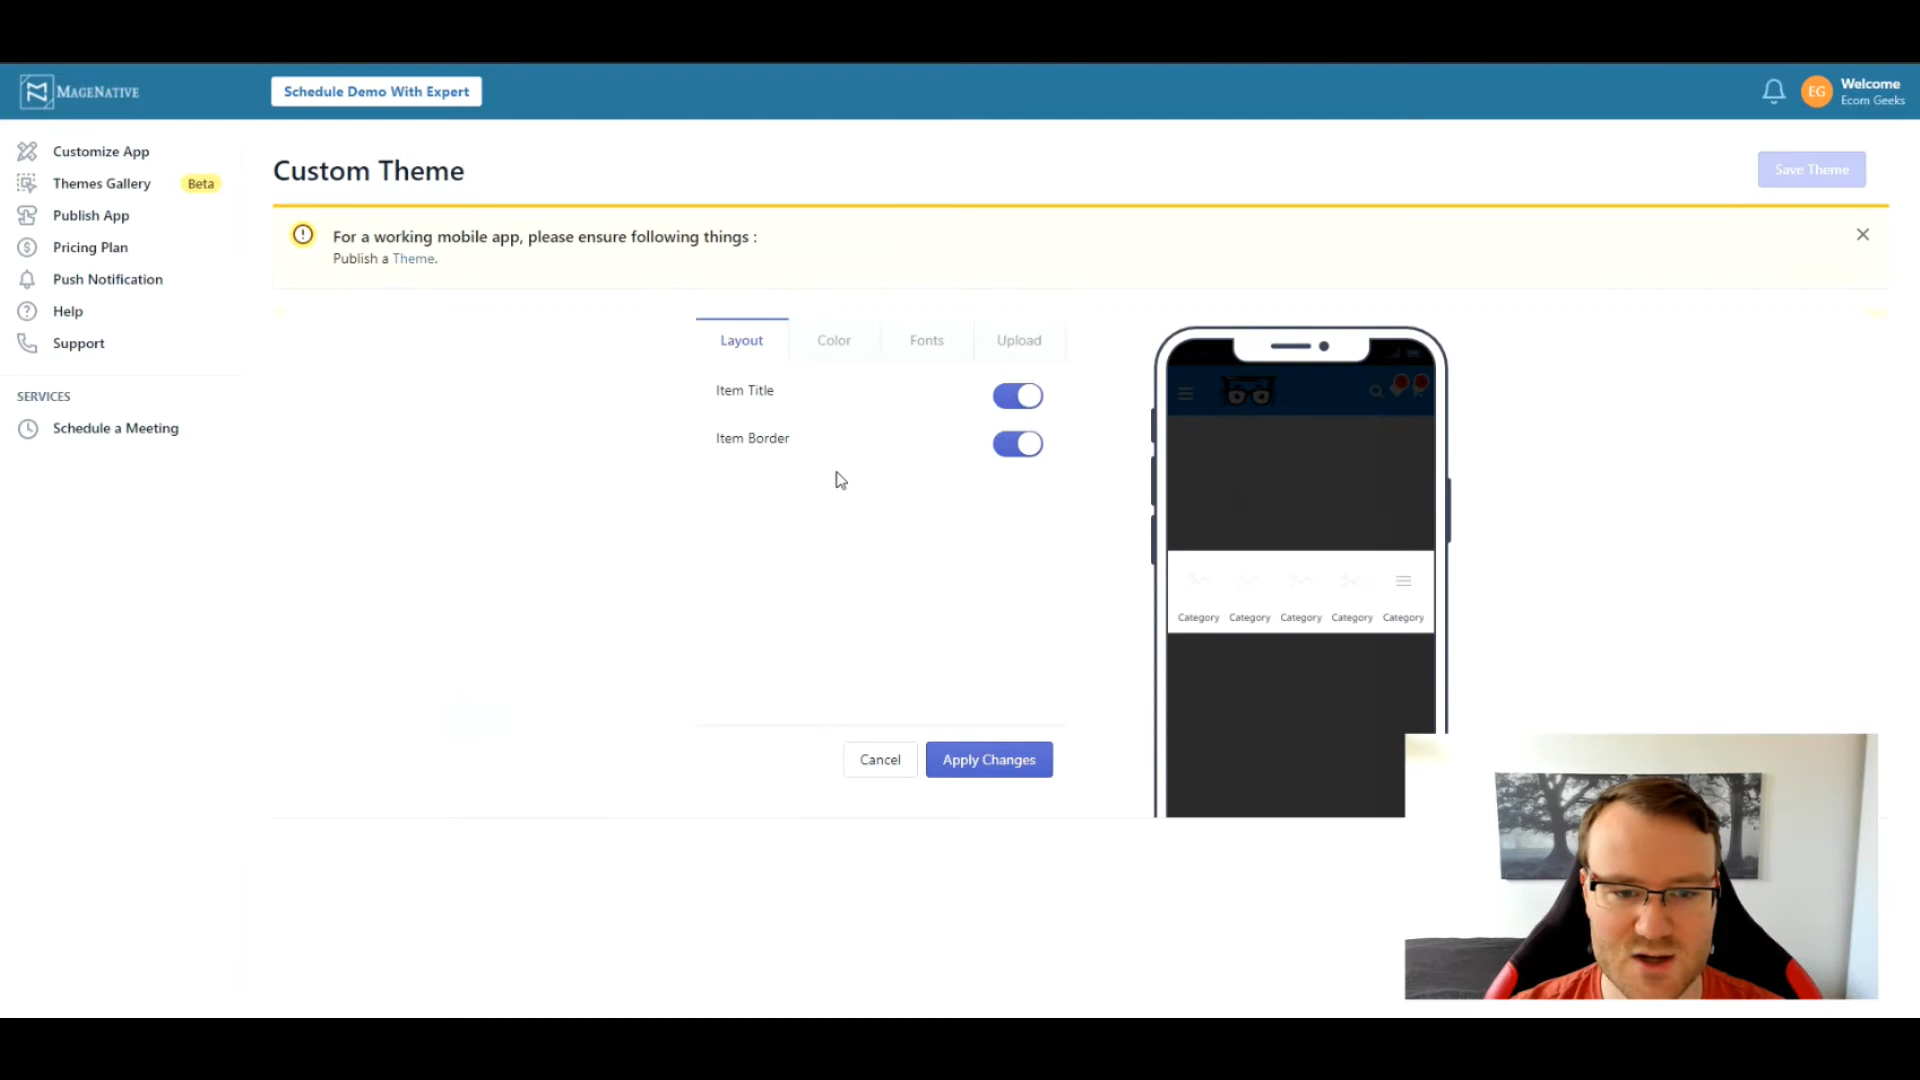 MAGENATIVE
Schedule Demo With Expert
EG
Welcome
Ecom Geeks
Customize App
Themes Gallery Beta
Publish App
Pricing Plan
Push Notification
Help
Support
SERVICES
Schedule a Meeting
Custom Theme
Save Theme
For a working mobile app, please ensure following things :
Publish a Theme.
Layout
Color
Fonts
Upload
Item Title
Item Border
Cancel
Apply Changes
Category Category Category Category Category